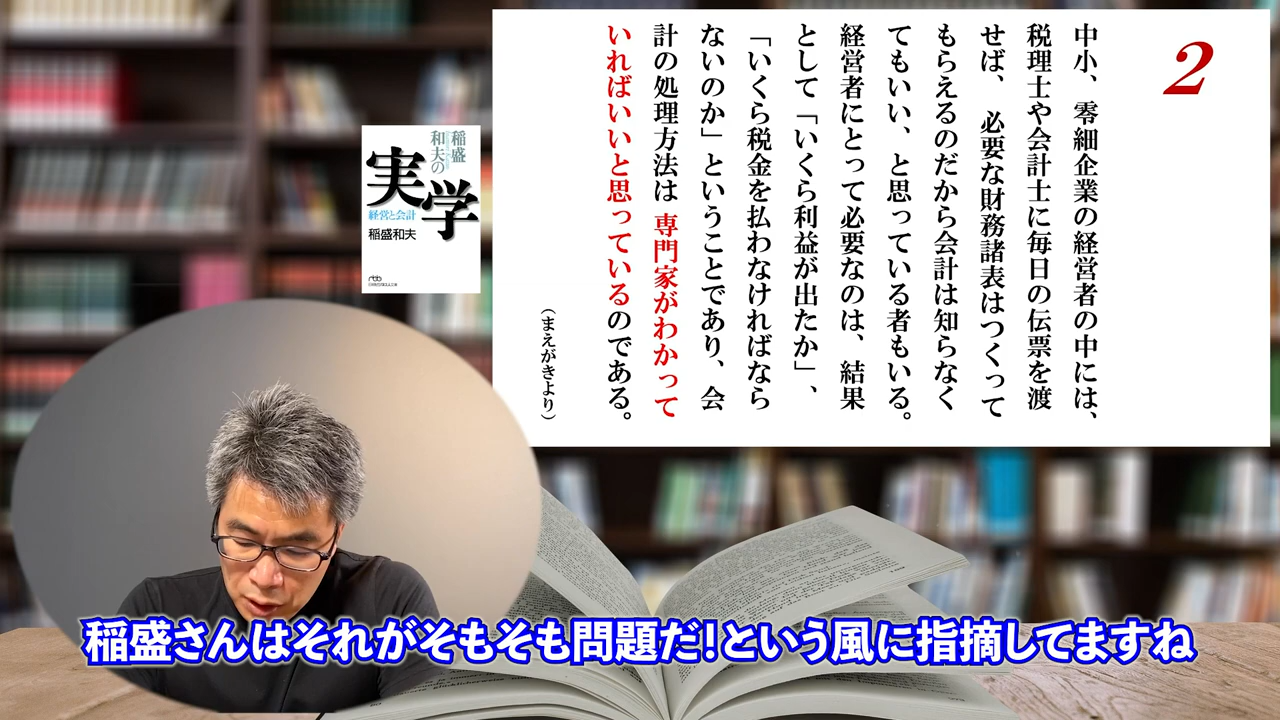 2
中小、零細企業の経営者の中には、
税理士や会計士に毎日の伝票を渡
せば、必要な財務諸表はつくって
もらえるのだから会計は知らなく
てもいい、と思っている者もいる。
経営者にとって必要なのは、結果
として「いくら利益が出たか」、
「いくら税金を払わなければなら
ないのか」ということであり、会
計の処理方法は専門家がわかって
いればいいと思っているのである。
（まえがきより）
稲盛
和夫の
実学
経営と会計
稲盛和夫
稲盛さんはそれがそもそも問題だ!という風に指摘してますね